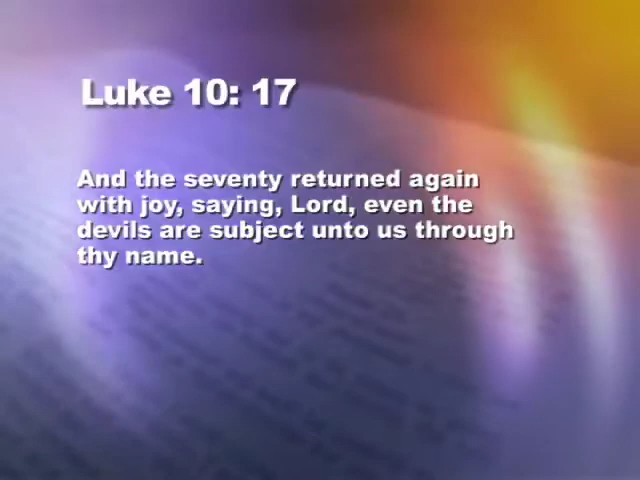 Luke 10: 17
And the seventy returned again
with joy, saying, Lord, even the
devils are subject unto us through
thy name.